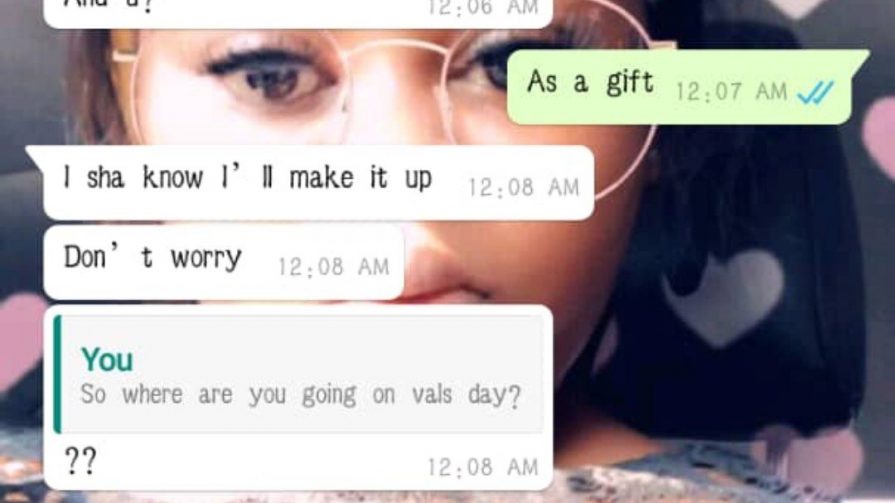 And u? 12:06 AM
As a gift 12:07 AM
I sha know I'll make it up 12:08 AM
Don't worry 12:08 AM
You
So where are you going on vals day?
?? 12:08 AM